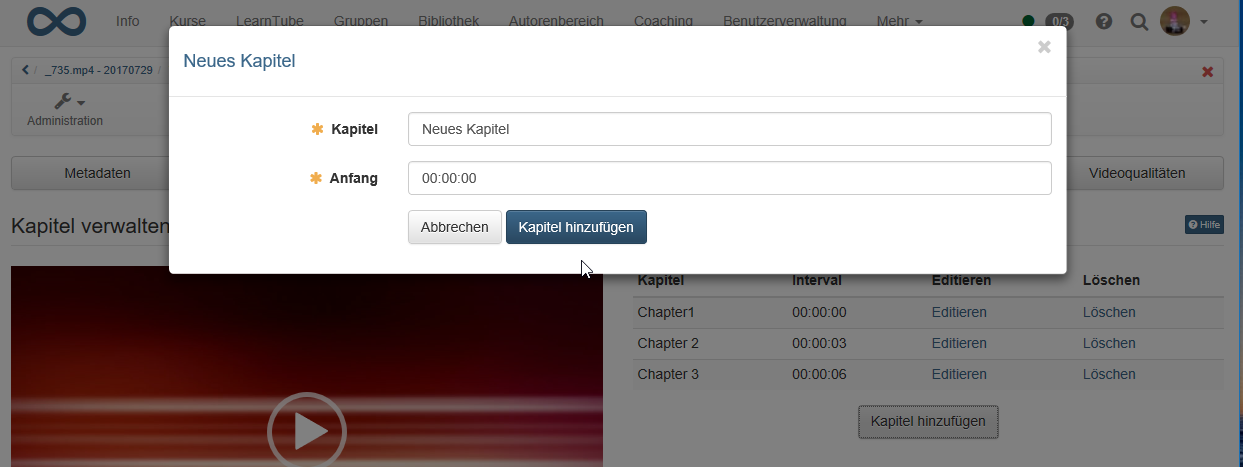 Info Kurse LearnTube Gruppen Bibliothek Autorenbereich Coaching Benutzerverwaltung Mehr 0/3
Neues Kapitel
_735.mp4 - 20170729 /
Administration
Kapitel Neues Kapitel
Anfang 00:00:00
Metadaten Videoqualitäten
Abbrechen Kapitel hinzufügen
Kapitel verwalten Hilfe
Kapitel Interval Editieren Löschen
Chapter1 00:00:00 Editieren Löschen
Chapter 2 00:00:03 Editieren Löschen
Chapter 3 00:00:06 Editieren Löschen
Kapitel hinzufügen